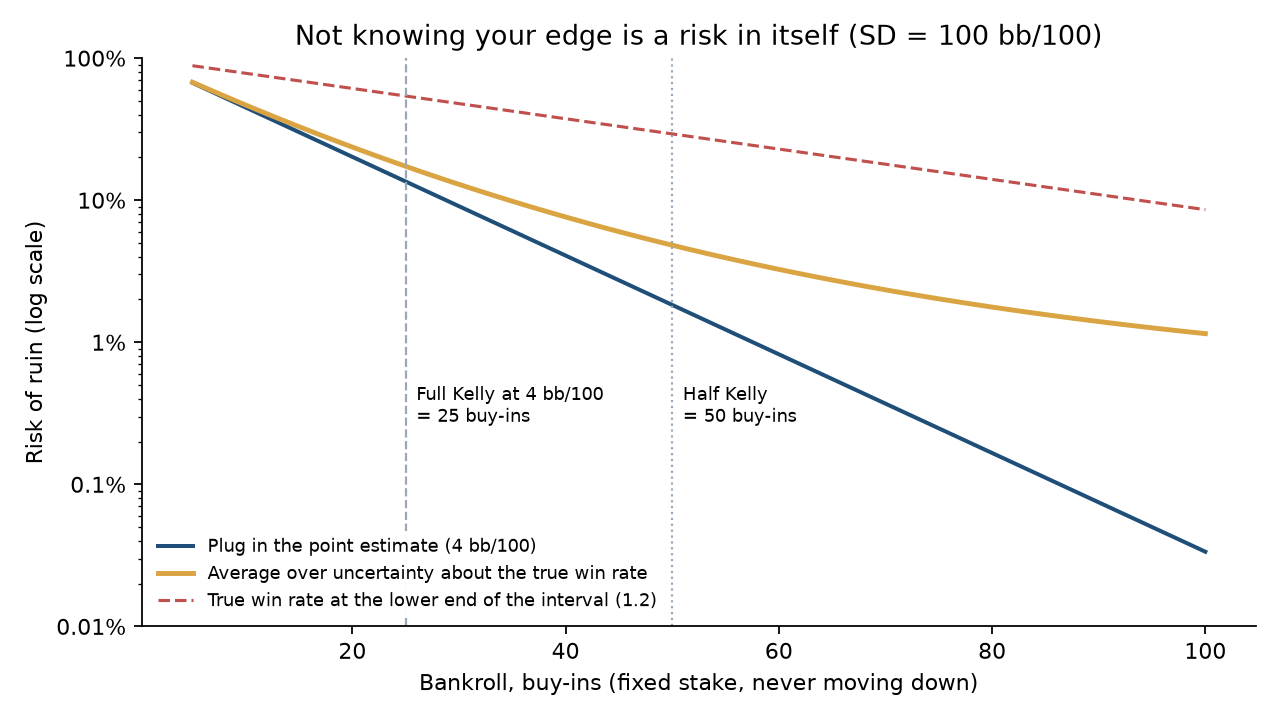 Not knowing your edge is a risk in itself (SD = 100 bb/100)
100%
10%
1%
0.1%
0.01%
Risk of ruin (log scale)
Full Kelly at 4 bb/100
= 25 buy-ins
Half Kelly
= 50 buy-ins
Plug in the point estimate (4 bb/100)
Average over uncertainty about the true win rate
True win rate at the lower end of the interval (1.2)
20
40
60
80
100
Bankroll, buy-ins (fixed stake, never moving down)